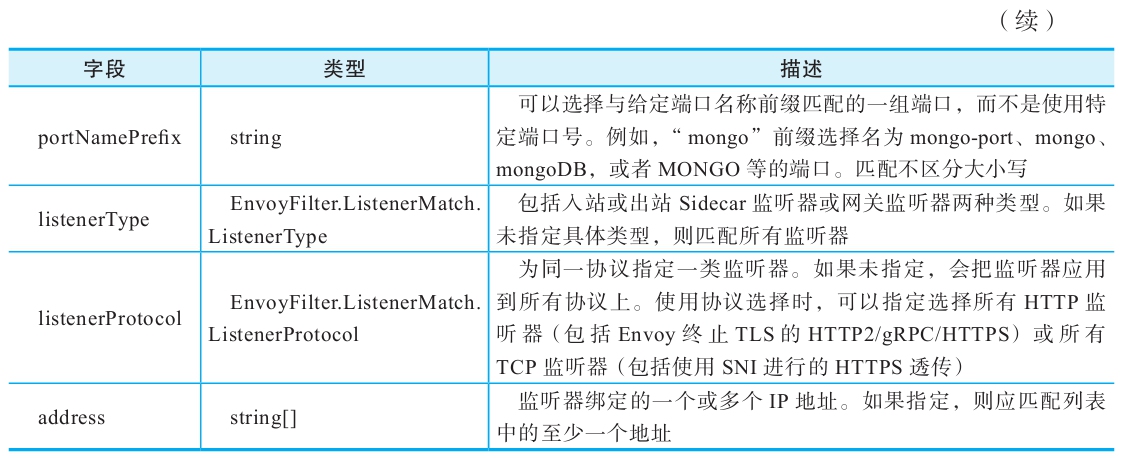 （续）
字段 类型 描述
portNamePrefix string 可以选择与给定端口名称前缀匹配的一组端口，而不是使用特
定端口号。例如，“mongo”前缀选择名为 mongo-port、mongo、
mongoDB，或者 MONGO 等的端口。匹配不区分大小写
listenerType EnvoyFilter.ListenerMatch.
ListenerType
包括入站或出站 Sidecar 监听器或网关监听器两种类型。如果
未指定具体类型，则匹配所有监听器
listenerProtocol EnvoyFilter.ListenerMatch.
ListenerProtocol
为同一协议指定一类监听器。如果未指定，会把监听器应用
到所有协议上。使用协议选择时，可以指定选择所有 HTTP 监
听器（包括 Envoy 终止 TLS 的 HTTP2/gRPC/HTTPS）或所有
TCP 监听器（包括使用 SNI 进行的 HTTPS 透传）
address string[] 监听器绑定的一个或多个 IP 地址。如果指定，则应匹配列表
中的至少一个地址